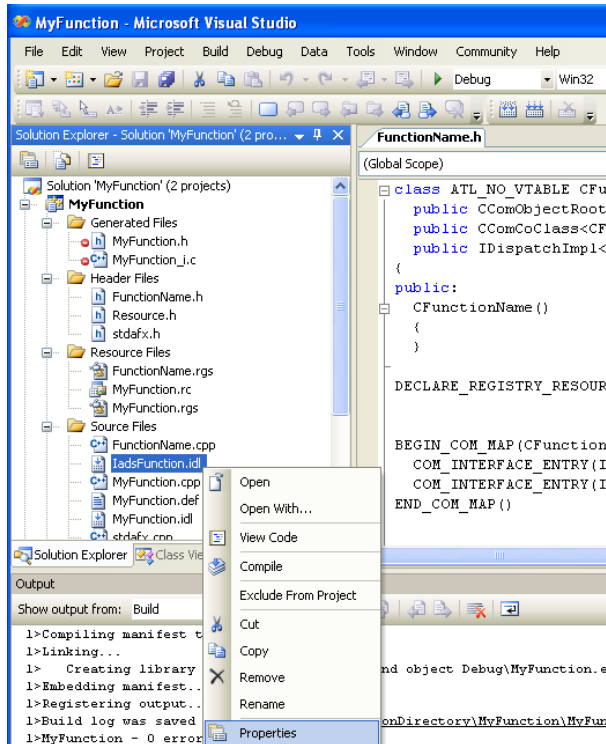 MyFunction - Microsoft Visual Studio
File Edit View Project Build Debug Data Tools Window Community Help
Debug Win32
Solution Explorer - Solution 'MyFunction' (2 pro...
FunctionName.h
(Global Scope)
Solution 'MyFunction' (2 projects)
MyFunction
Generated Files
MyFunction.h
MyFunction_i.c
Header Files
FunctionName.h
Resource.h
stdafx.h
Resource Files
FunctionName.rgs
MyFunction.rc
MyFunction.rgs
Source Files
FunctionName.cpp
IadsFunction.idl
MyFunction.cpp
MyFunction.def
MyFunction.idl
stdafx.cpp
class ATL_NO_VTABLE CFu
public CComObjectRoot
public CComCoClass<CF
public IDispatchImpl<
{
public:
CFunctionName()
{
}
DECLARE_REGISTRY_RESOUR
BEGIN_COM_MAP(CFunction
COM_INTERFACE_ENTRY(I
COM_INTERFACE_ENTRY(I
END_COM_MAP()
Open
Open With...
View Code
Compile
Exclude From Project
Cut
Copy
Remove
Rename
Properties
Solution Explorer Class Vie
Output
Show output from: Build
1>Compiling manifest t
1>Linking...
1> Creating library nd object Debug\MyFunction.e
1>Embedding manifest..
1>Registering output..
1>Build log was saved onDirectory\MyFunction\MyFun
1>MyFunction - 0 error